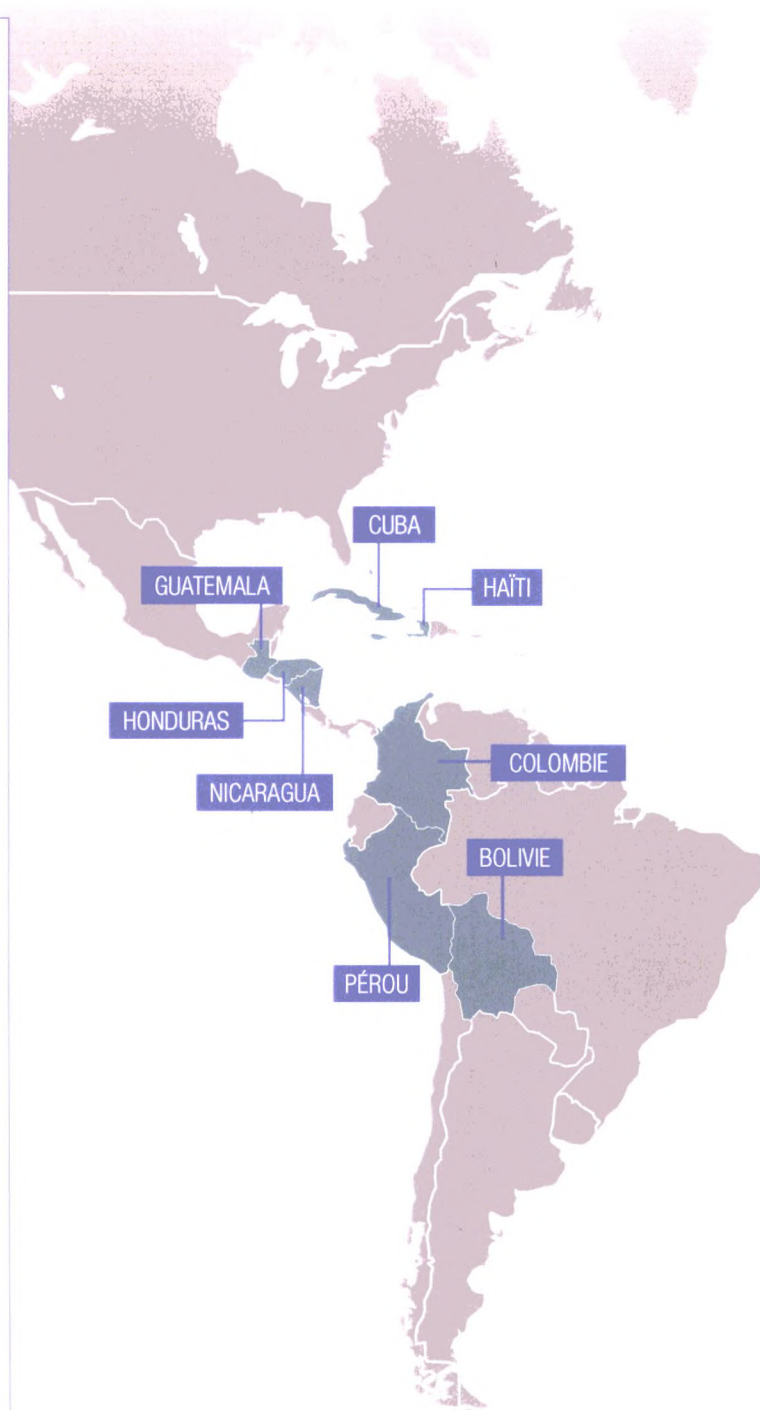 CUBA
GUATEMALA
HAÏTI
HONDURAS
COLOMBIE
NICARAGUA
BOLIVIE
PÉROU